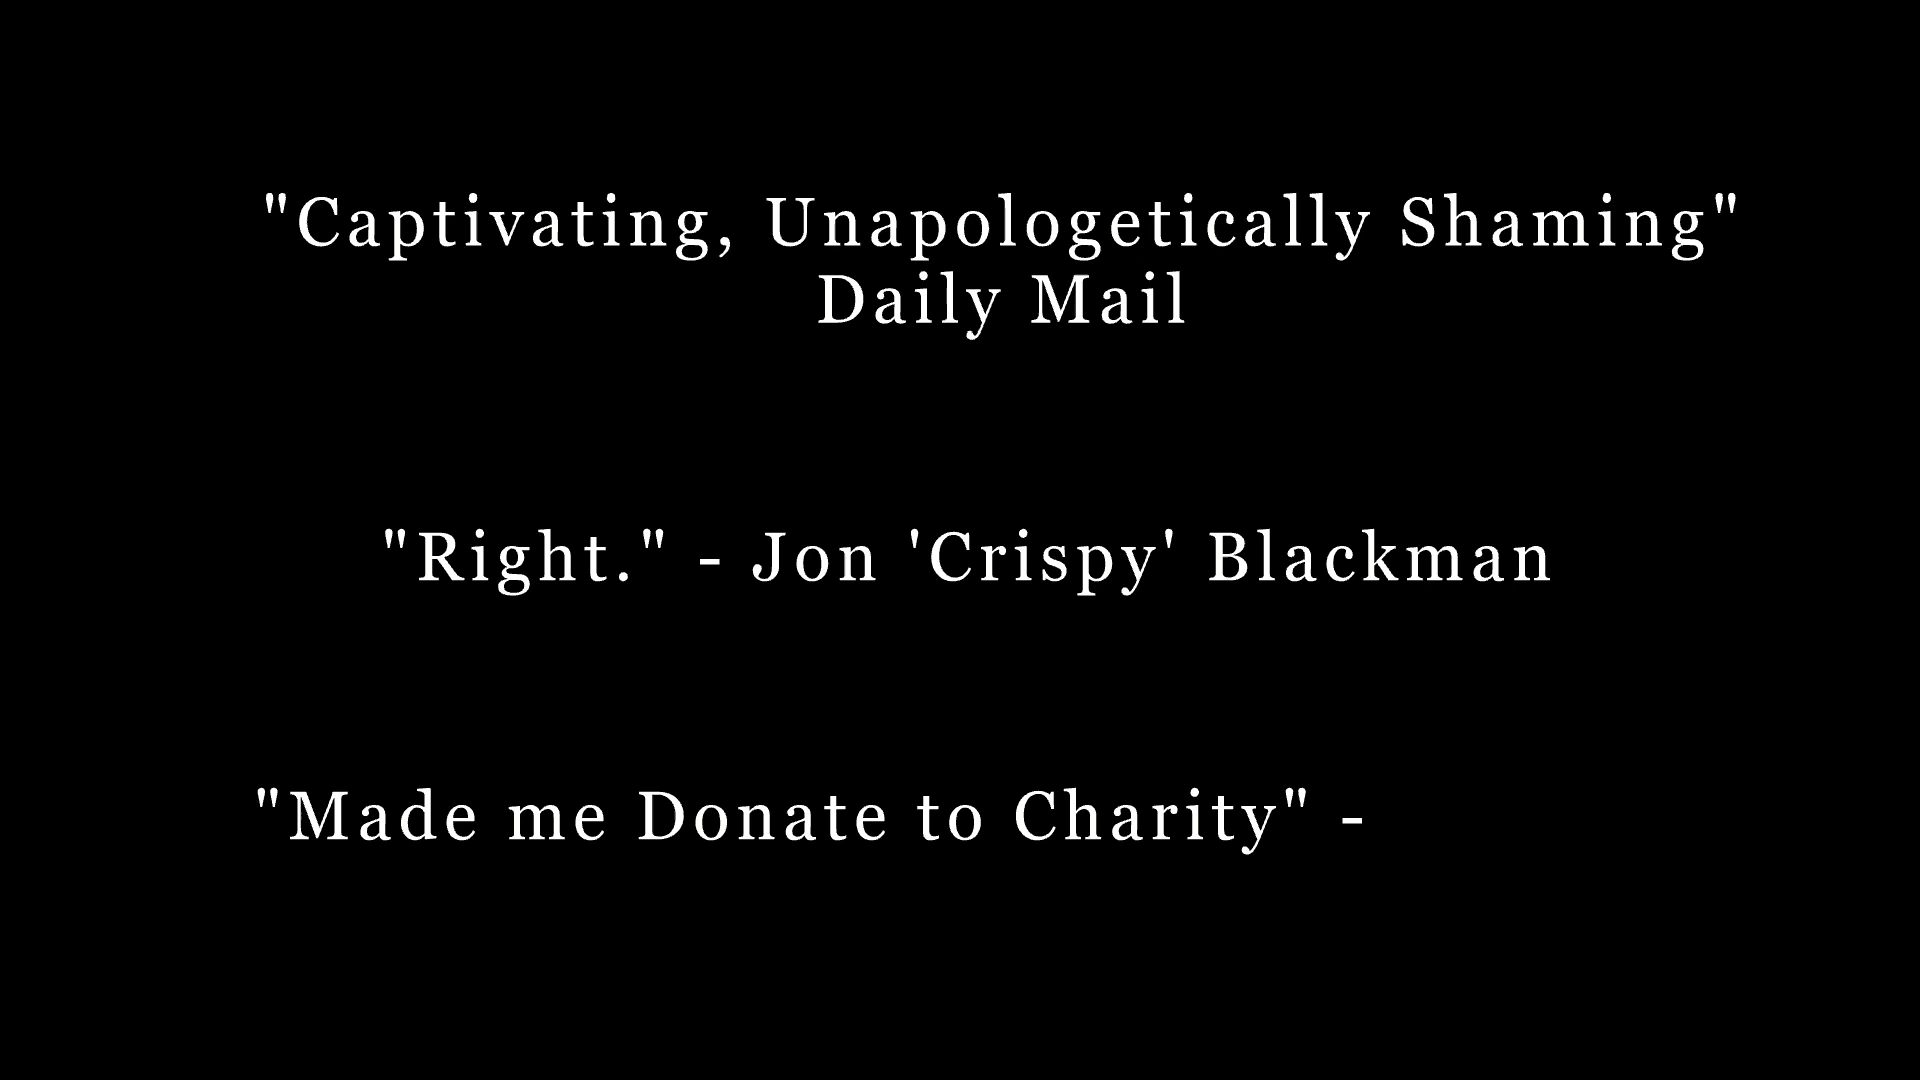 "Captivating, Unapologetically Shaming"
Daily Mail
"Right." - Jon 'Crispy' Blackman
"Made me Donate to Charity" -